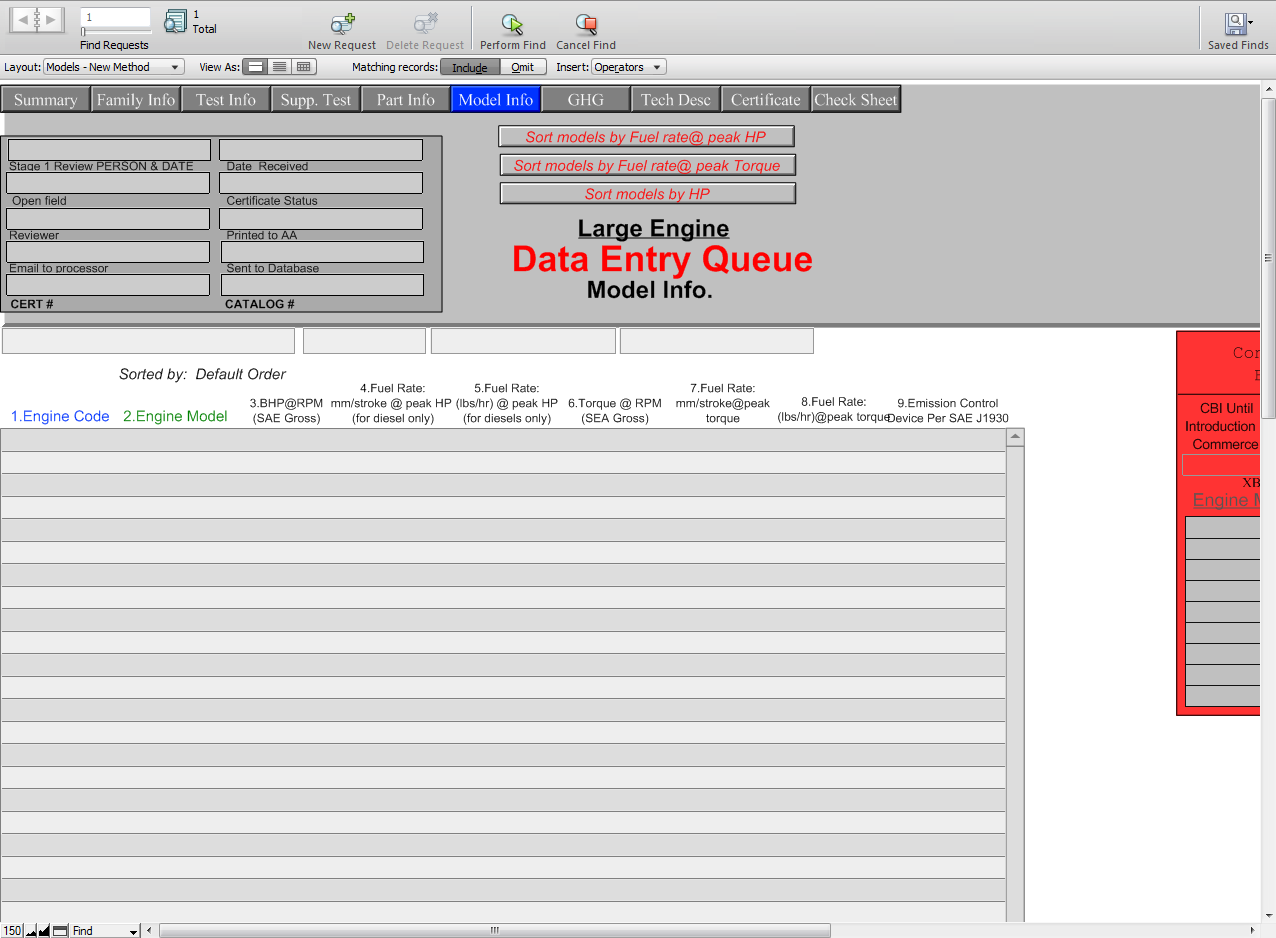 1
1
Total
Find Requests
New Request
Delete Request
Perform Find
Cancel Find
Saved Finds
Layout:
Models - New Method
View As:
Matching records:
Include
Omit
Insert:
Operators
Summary
Family Info
Test Info
Supp. Test
Part Info
Model Info
GHG
Tech Desc
Certificate
Check Sheet
Stage 1 Review PERSON & DATE
Date Received
Open field
Certificate Status
Reviewer
Printed to AA
Email to processor
Sent to Database
CERT #
CATALOG #
Sort models by Fuel rate@ peak HP
Sort models by Fuel rate@ peak Torque
Sort models by HP
Large Engine
Data Entry Queue
Model Info.
Sorted by: Default Order
1.Engine Code
2.Engine Model
3.BHP@RPM
(SAE Gross)
4.Fuel Rate:
mm/stroke @ peak HP
(for diesel only)
5.Fuel Rate:
(lbs/hr) @ peak HP
(for diesels only)
6.Torque @ RPM
(SEA Gross)
7.Fuel Rate:
mm/stroke@peak
torque
8.Fuel Rate:
(lbs/hr)@peak torque
9.Emission Control
Device Per SAE J1930
CBI Until
Introduction
Commerce
XB
Engine
150
Find